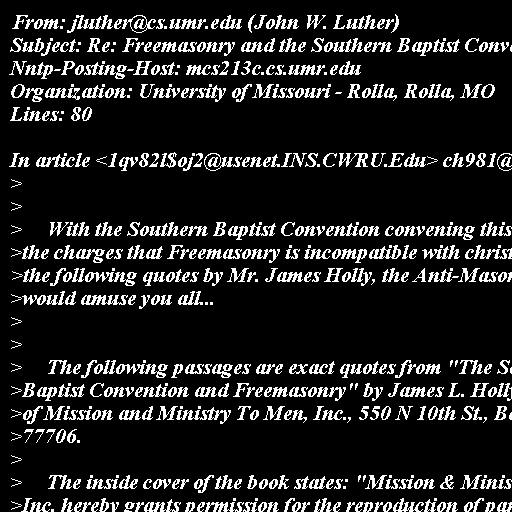 From: jluther@cs.umr.edu (John W. Luther)
Subject: Re: Freemasonry and the Southern Baptist Conv
Nntp-Posting-Host: mcs213c.cs.umr.edu
Organization: University of Missouri - Rolla, Rolla, MO
Lines: 80

In article <1qv82l$oj2@usenet.INS.CWRU.Edu> ch981@
>
>
>     With the Southern Baptist Convention convening this
>the charges that Freemasonry is incompatible with christ
>the following quotes by Mr. James Holly, the Anti-Mason
>would amuse you all...
>
>
>     The following passages are exact quotes from "The S
>Baptist Convention and Freemasonry" by James L. Holly
>of Mission and Ministry To Men, Inc., 550 N 10th St., B
>77706.
>
>     The inside cover of the book states: "Mission & Minis
>Inc. hereby grants permission for the reproduction of par